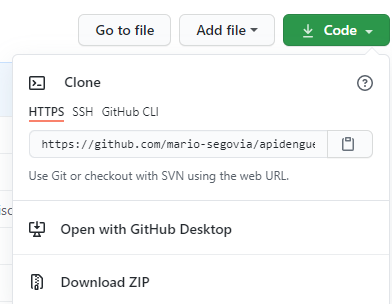 Go to file Add file Code
Clone
HTTPS SSH GitHub CLI
https://github.com/mario-segovia/apidengue
Use Git or checkout with SVN using the web URL.
Open with GitHub Desktop
Download ZIP